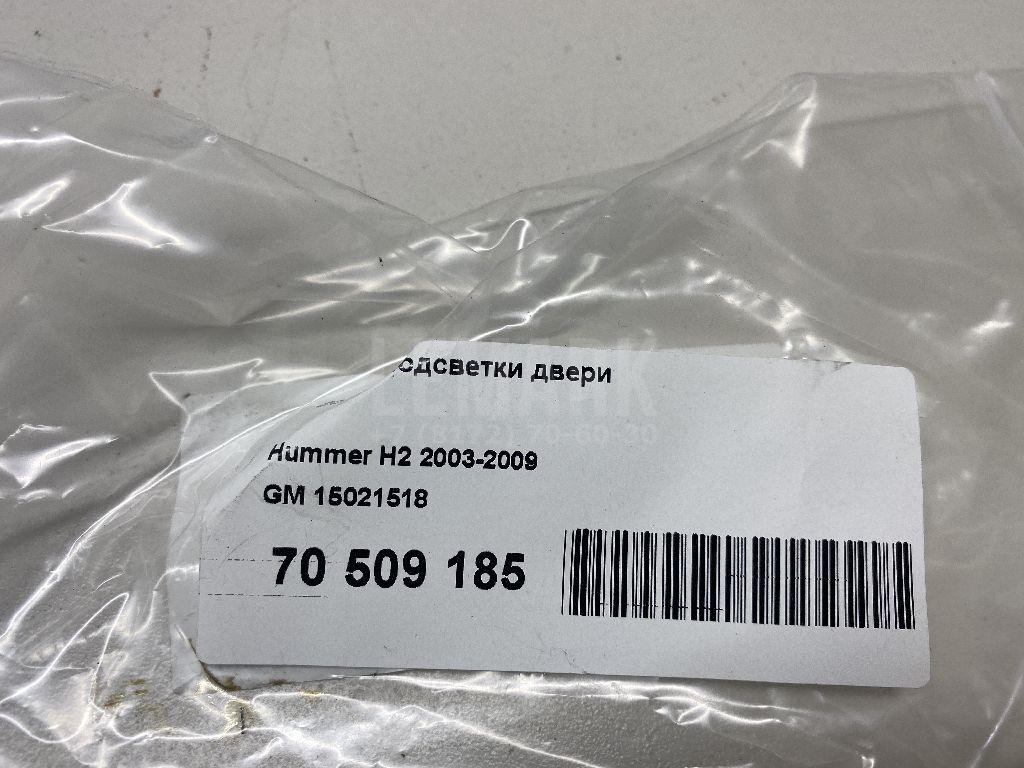 одсветки двери
Hummer H2 2003-2009
GM 15021518
70 509 185